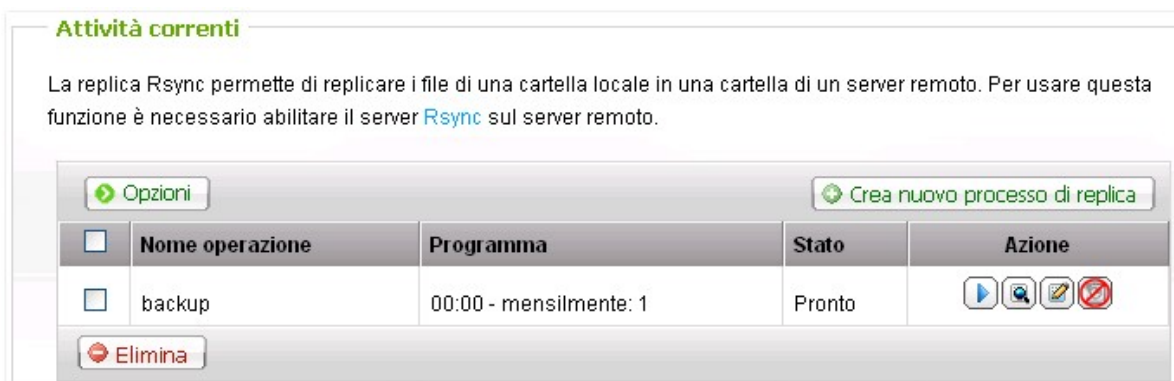 Attività correnti
La replica Rsync permette di replicare i file di una cartella locale in una cartella di un server remoto. Per usare questa
funzione è necessario abilitare il server Rsync sul server remoto.
Opzioni Crea nuovo processo di replica
Nome operazione Programma Stato Azione
backup 00:00 - mensilmente: 1 Pronto
Elimina